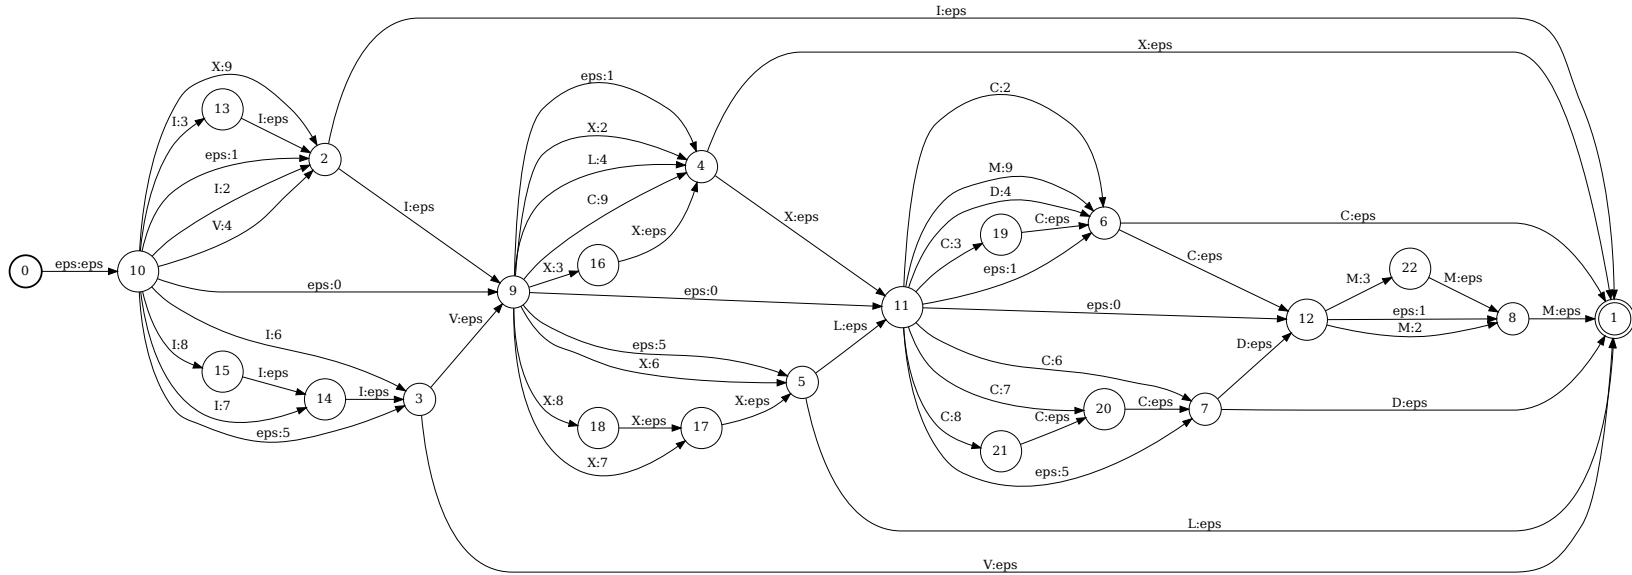 I:eps
X:eps
X:9
eps:1
C:2
13
I:3
I:eps
X:2
eps:1
2
L:4
4
M:9
I:2
D:4
V:4
C:9
I:eps
X:eps
X:eps
19
C:eps
6
C:eps
C:3
0
eps:eps
10
X:3
16
eps:1
C:eps
M:3
22
M:eps
eps:0
9
eps:0
11
eps:0
12
eps:1
8
M:eps
1
V:eps
L:eps
M:2
I:6
eps:5
D:eps
I:8
15
X:6
C:6
I:eps
14
I:eps
3
5
C:7
I:7
X:8
X:eps
20
C:eps
7
D:eps
eps:5
18
X:eps
17
C:8
C:eps
21
X:7
eps:5
L:eps
V:eps